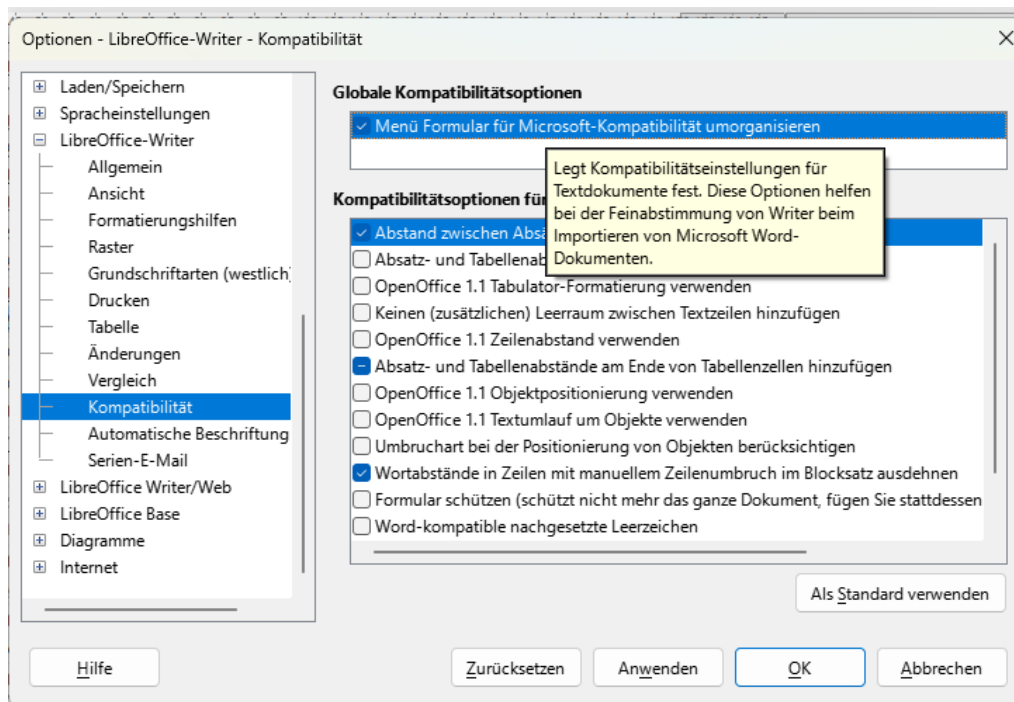 Optionen - LibreOffice-Writer - Kompatibilität
Laden/Speichern
Spracheinstellungen
LibreOffice-Writer
Allgemein
Ansicht
Formatierungshilfen
Raster
Grundschriftarten (westlich)
Drucken
Tabelle
Änderungen
Vergleich
Kompatibilität
Automatische Beschriftung
Serien-E-Mail
LibreOffice Writer/Web
LibreOffice Base
Diagramme
Internet
Globale Kompatibilitätsoptionen
Menü Formular für Microsoft-Kompatibilität umorganisieren
Legt Kompatibilitätseinstellungen für
Textdokumente fest. Diese Optionen helfen
bei der Feinabstimmung von Writer beim
Importieren von Microsoft Word-
Dokumenten.
Kompatibilitätsoptionen für
Abstand zwischen Absä
Absatz- und Tabellenab
OpenOffice 1.1 Tabulator-Formatierung verwenden
Keinen (zusätzlichen) Leerraum zwischen Textzeilen hinzufügen
OpenOffice 1.1 Zeilenabstand verwenden
Absatz- und Tabellenabstände am Ende von Tabellenzellen hinzufügen
OpenOffice 1.1 Objektpositionierung verwenden
OpenOffice 1.1 Textumlauf um Objekte verwenden
Umbruchart bei der Positionierung von Objekten berücksichtigen
Wortabstände in Zeilen mit manuellem Zeilenumbruch im Blocksatz ausdehnen
Formular schützen (schützt nicht mehr das ganze Dokument, fügen Sie stattdessen
Word-kompatible nachgesetzte Leerzeichen
Als Standard verwenden
Hilfe
Zurücksetzen
Anwenden
OK
Abbrechen